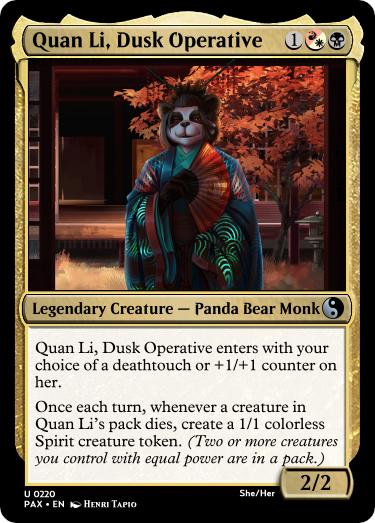 Quan Li, Dusk Operative 1
Legendary Creature — Panda Bear Monk
Quan Li, Dusk Operative enters with your
choice of a deathtouch or +1/+1 counter on
her.
Once each turn, whenever a creature in
Quan Li's pack dies, create a 1/1 colorless
Spirit creature token. (Two or more creatures
you control with equal power are in a pack.)
2/2
U 0220
She/Her
PAX • EN Henri Tapio